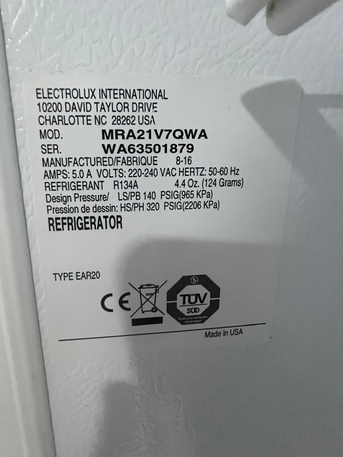 ELECTROLUX INTERNATIONAL
10200 DAVID TAYLOR DRIVE
CHARLOTTE NC 28262 USA
MOD. MRA21V7QWA
SER. WA63501879
MANUFACTURED/FABRIQUE 8-16
AMPS: 5.0 A VOLTS: 220-240 VAC HERTZ: 50-60 Hz
REFRIGERANT R134A 4.4 Oz. (124 Grams)
Design Pressure/ LS/PB 140 PSIG(965 KPa)
Pression de dessin: HS/PH 320 PSIG(2206 KPa)
REFRIGERATOR
TYPE EAR20
CE
TÜV
SÜD
Made in USA